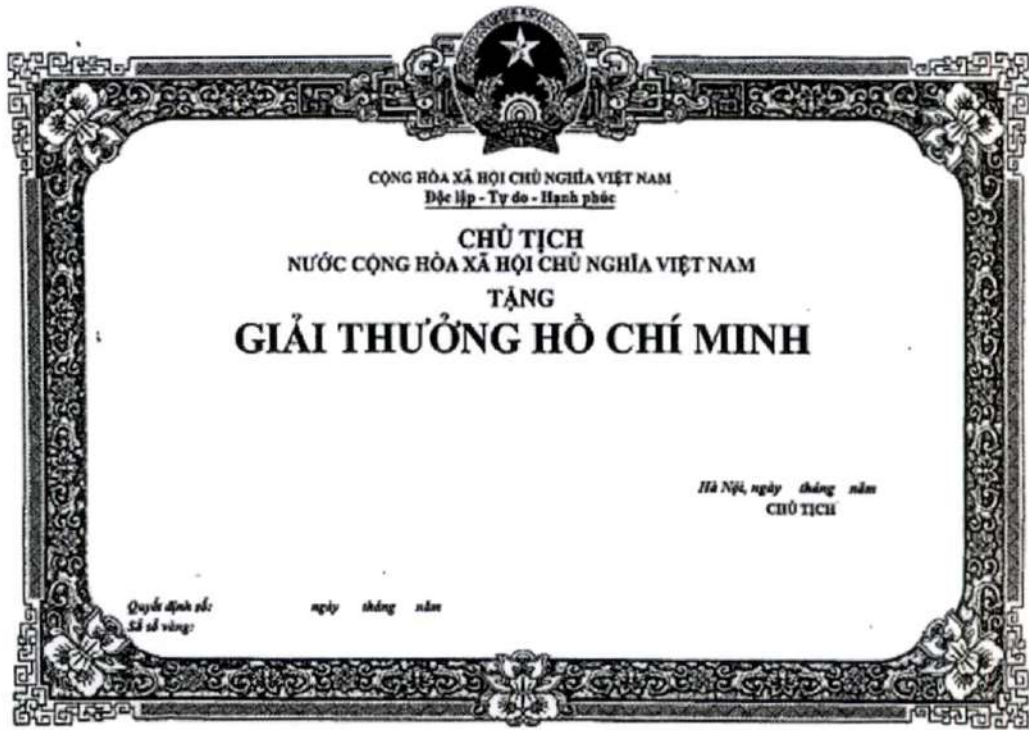 CỘNG HÒA XÃ HỘI CHỦ NGHĨA VIỆT NAM
Độc lập - Tự do - Hạnh phúc
CHỦ TỊCH
NƯỚC CỘNG HÒA XÃ HỘI CHỦ NGHĨA VIỆT NAM
TẶNG
GIẢI THƯỞNG HỒ CHÍ MINH
Hà Nội, ngày tháng năm
CHỦ TỊCH
Quyết định số: ngày tháng năm
Số sổ vàng: